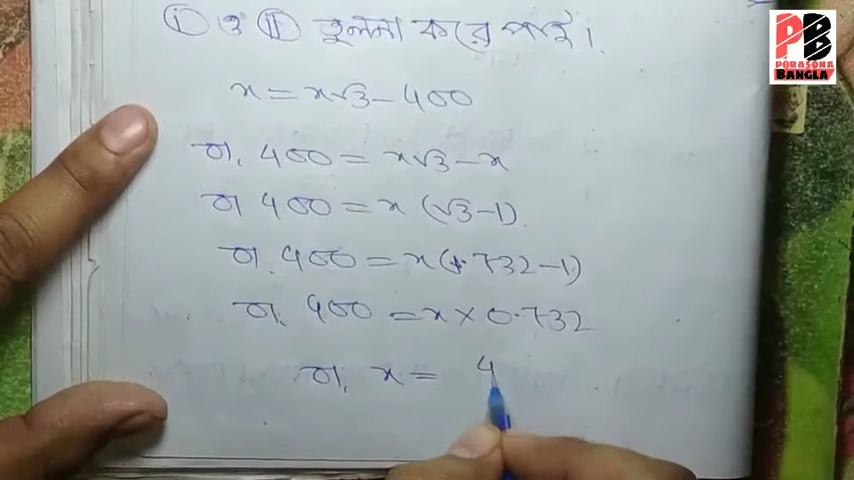 PB
PORASONA
BANGLA
(i) ও (ii) তুলনা করে পাই।
x = x√3 - 400
বা, 400 = x√3 - x
বা 400 = x (√3 - 1)
বা, 400 = x(1.732 - 1)
বা, 400 = x × 0.732
বা, x = 4